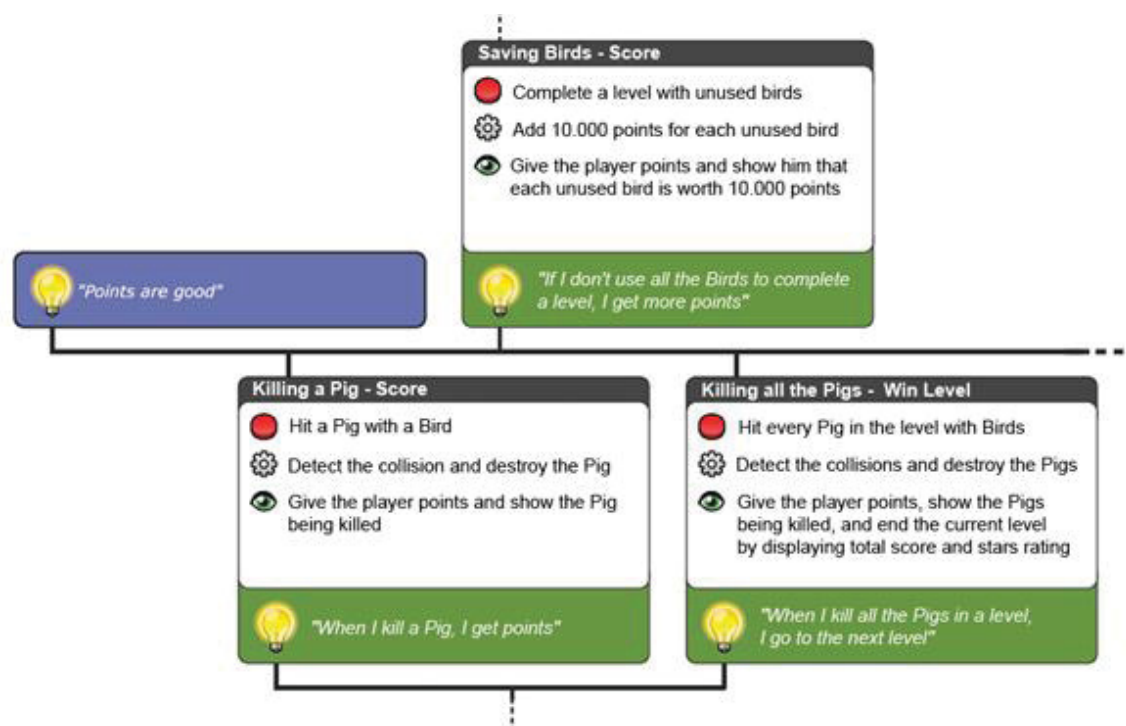 Saving Birds - Score
Complete a level with unused birds
Add 10.000 points for each unused bird
Give the player points and show him that
each unused bird is worth 10.000 points
"If I don't use all the Birds to complete
a level, I get more points"
"Points are good"
Killing a Pig - Score
Hit a Pig with a Bird
Detect the collision and destroy the Pig
Give the player points and show the Pig
being killed
"When I kill a Pig, I get points"
Killing all the Pigs - Win Level
Hit every Pig in the level with Birds
Detect the collisions and destroy the Pigs
Give the player points, show the Pigs
being killed, and end the current level
by displaying total score and stars rating
"When I kill all the Pigs in a level,
I go to the next level"